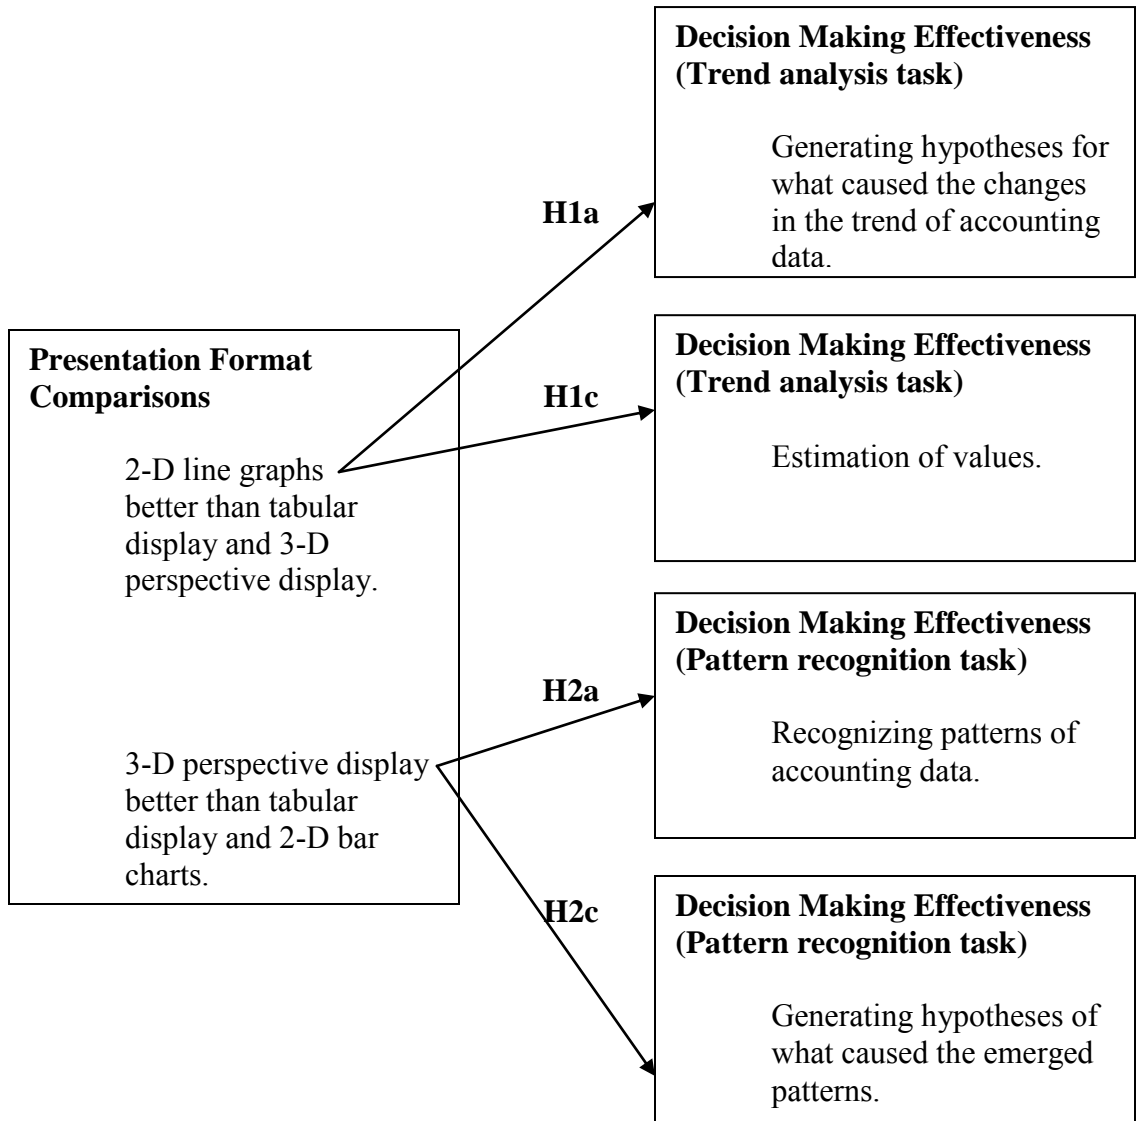 Decision Making Effectiveness
(Trend analysis task)
Generating hypotheses for
what caused the changes
in the trend of accounting
data.
H1a
Presentation Format
Comparisons
2-D line graphs
better than tabular
display and 3-D
perspective display.
3-D perspective display
better than tabular
display and 2-D bar
charts.
H1c
Decision Making Effectiveness
(Trend analysis task)
Estimation of values.
H2a
Decision Making Effectiveness
(Pattern recognition task)
Recognizing patterns of
accounting data.
H2c
Decision Making Effectiveness
(Pattern recognition task)
Generating hypotheses of
what caused the emerged
patterns.